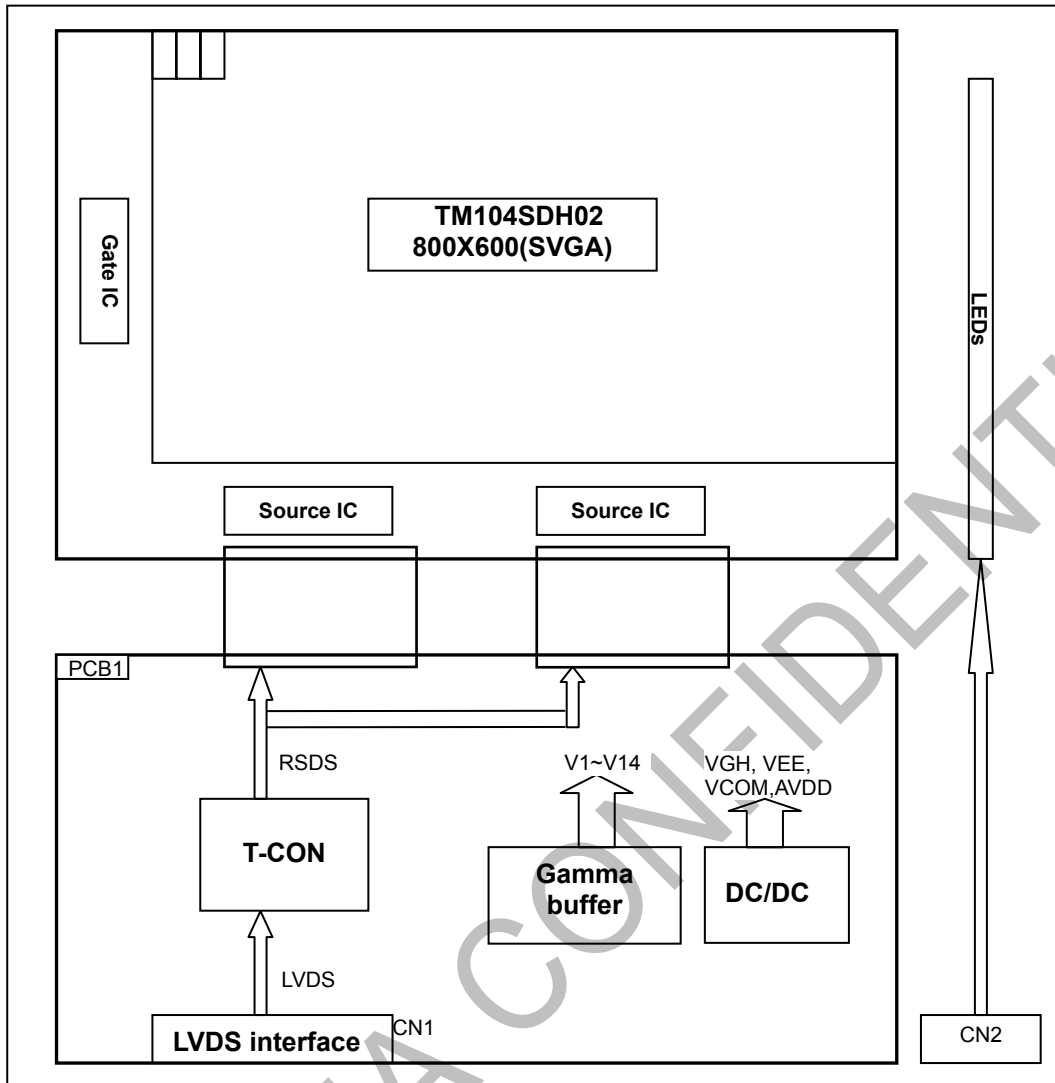 TM104SDH02
800X600(SVGA)
Gate IC
LEDs
Source IC
Source IC
PCB1
RSDS
V1~V14
VGH, VEE,
VCOM,AVDD
T-CON
Gamma
buffer
DC/DC
LVDS
LVDS interface
CN1
CN2